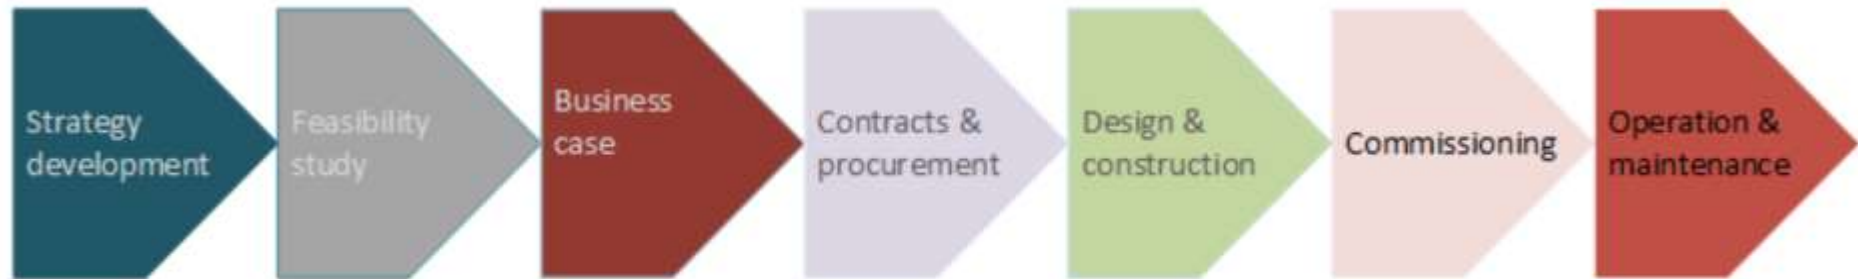 Strategy
development
Feasibility
study
Business
case
Contracts &
procurement
Design &
construction
Commissioning
Operation &
maintenance